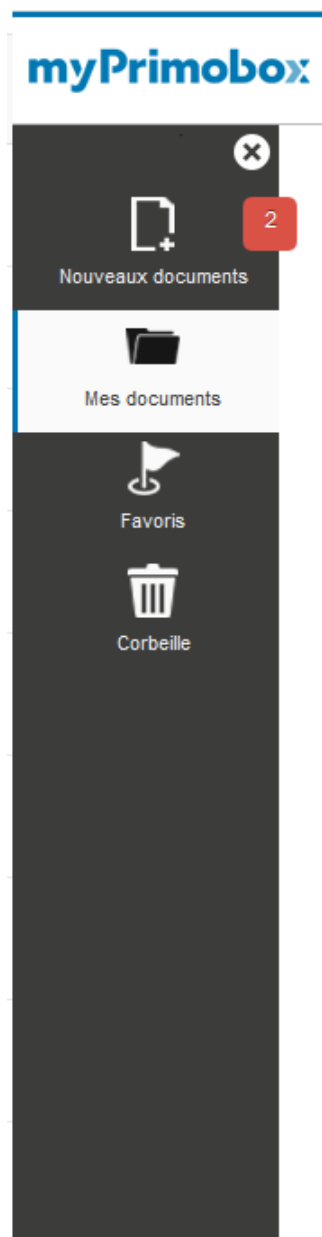 myPrimobox
2
Nouveaux documents
Mes documents
Favoris
Corbeille